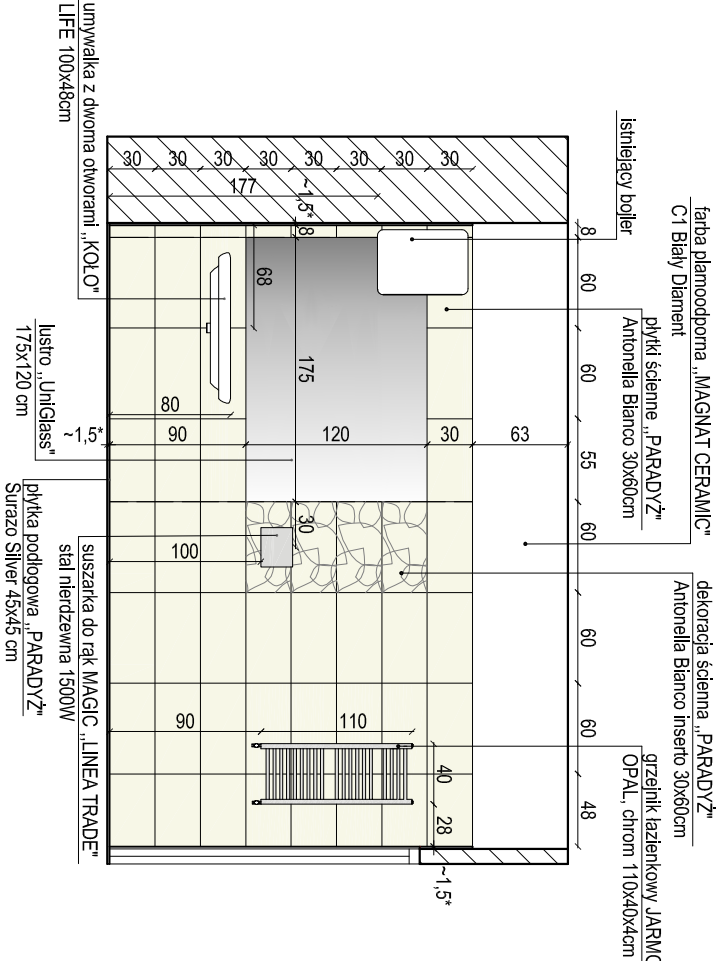 umywalka z dwoma otworami „KOŁO"
LIFE 100x48cm
istniejący bojler
farba plamoodporna „MAGNAT CERAMIC"
C1 Biały Diament
płytki ścienne „PARADYŻ"
Antonella Bianco 30x60cm
dekoracja ścienna „PARADYŻ"
Antonella Bianco inserto 30x60cm
grzejnik łazienkowy JARMO
OPAL, chrom 110x40x4cm
lustro „UniGlass"
175x120 cm
płytka podłogowa „PARADYŻ"
Surazo Silver 45x45 cm
suszarka do rąk MAGIC „LINEA TRADE"
stal nierdzewna 1500W
30
30
30
30
30
30
30
30
177
~1,5*
8
8
60
60
55
60
60
60
48
68
175
30
80
~1,5*
90
120
30
63
100
90
110
40
28
~1,5*